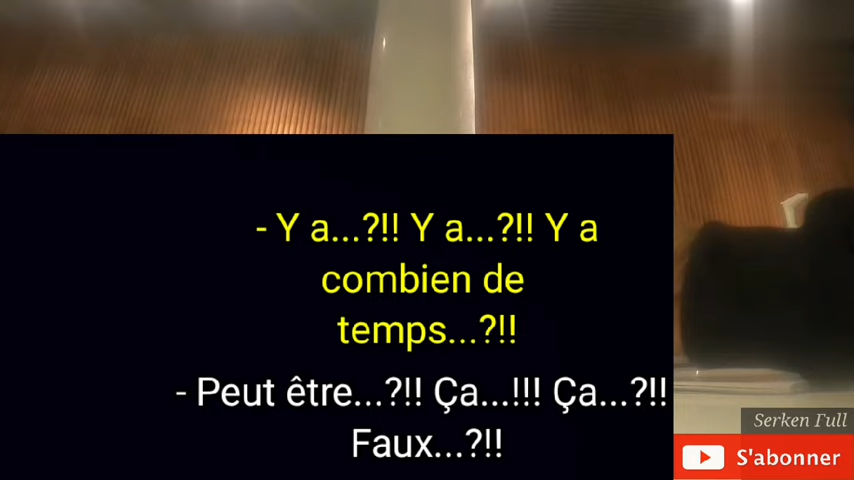 - Y a...?!! Y a...?!! Y a
combien de
temps...?!!
- Peut être...?!! Ça...!!! Ça...?!!
Faux...?!!
Serken Full
S'abonner